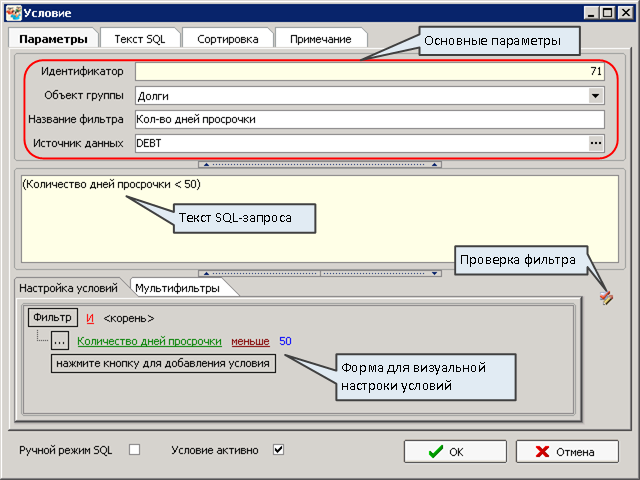 Условие
Параметры Текст SQL Сортировка Примечание
Основные параметры
Идентификатор 71
Объект группы Долги
Название фильтра Кол-во дней просрочки
Источник данных DEBT ...
(Количество дней просрочки < 50)
Текст SQL-запроса
Проверка фильтра
Настройка условий Мультифильтры
Фильтр И <корень>
... Количество дней просрочки меньше 50
нажмите кнопку для добавления условия
Форма для визуальной
настроки условий
Ручной режим SQL Условие активно OK Отмена